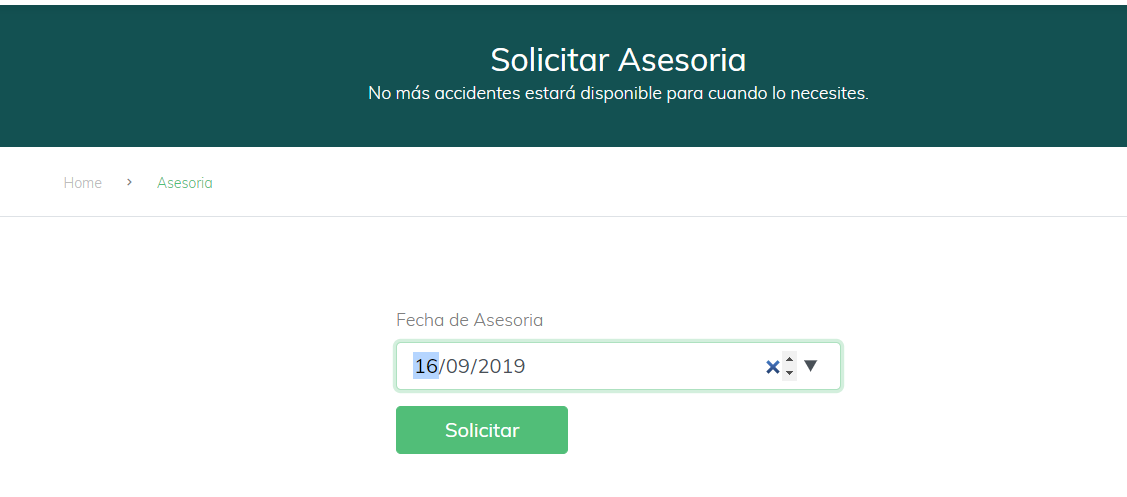 Solicitar Asesoria
No más accidentes estará disponible para cuando lo necesites.
Home > Asesoria
Fecha de Asesoria
16/09/2019
Solicitar